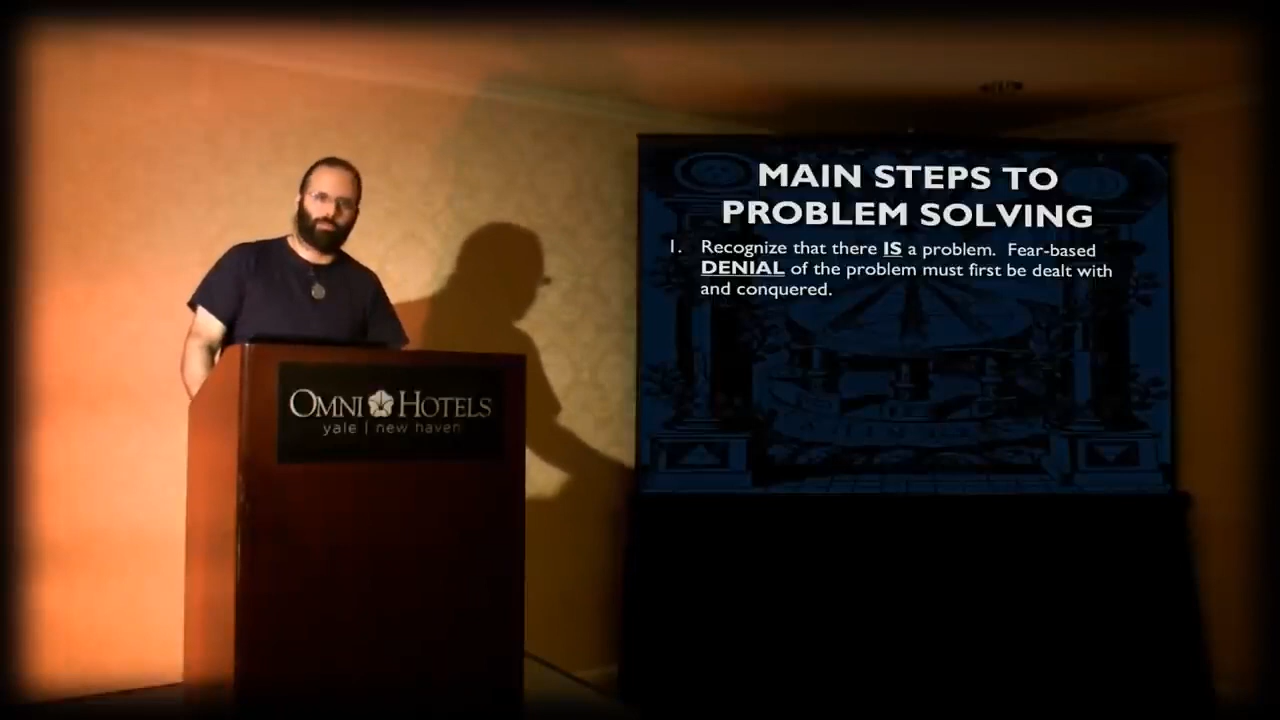 MAIN STEPS TO
PROBLEM SOLVING
1. Recognize that there IS a problem. Fear-based
DENIAL of the problem must first be dealt with
and conquered.
OMNI HOTELS
yale | new haven